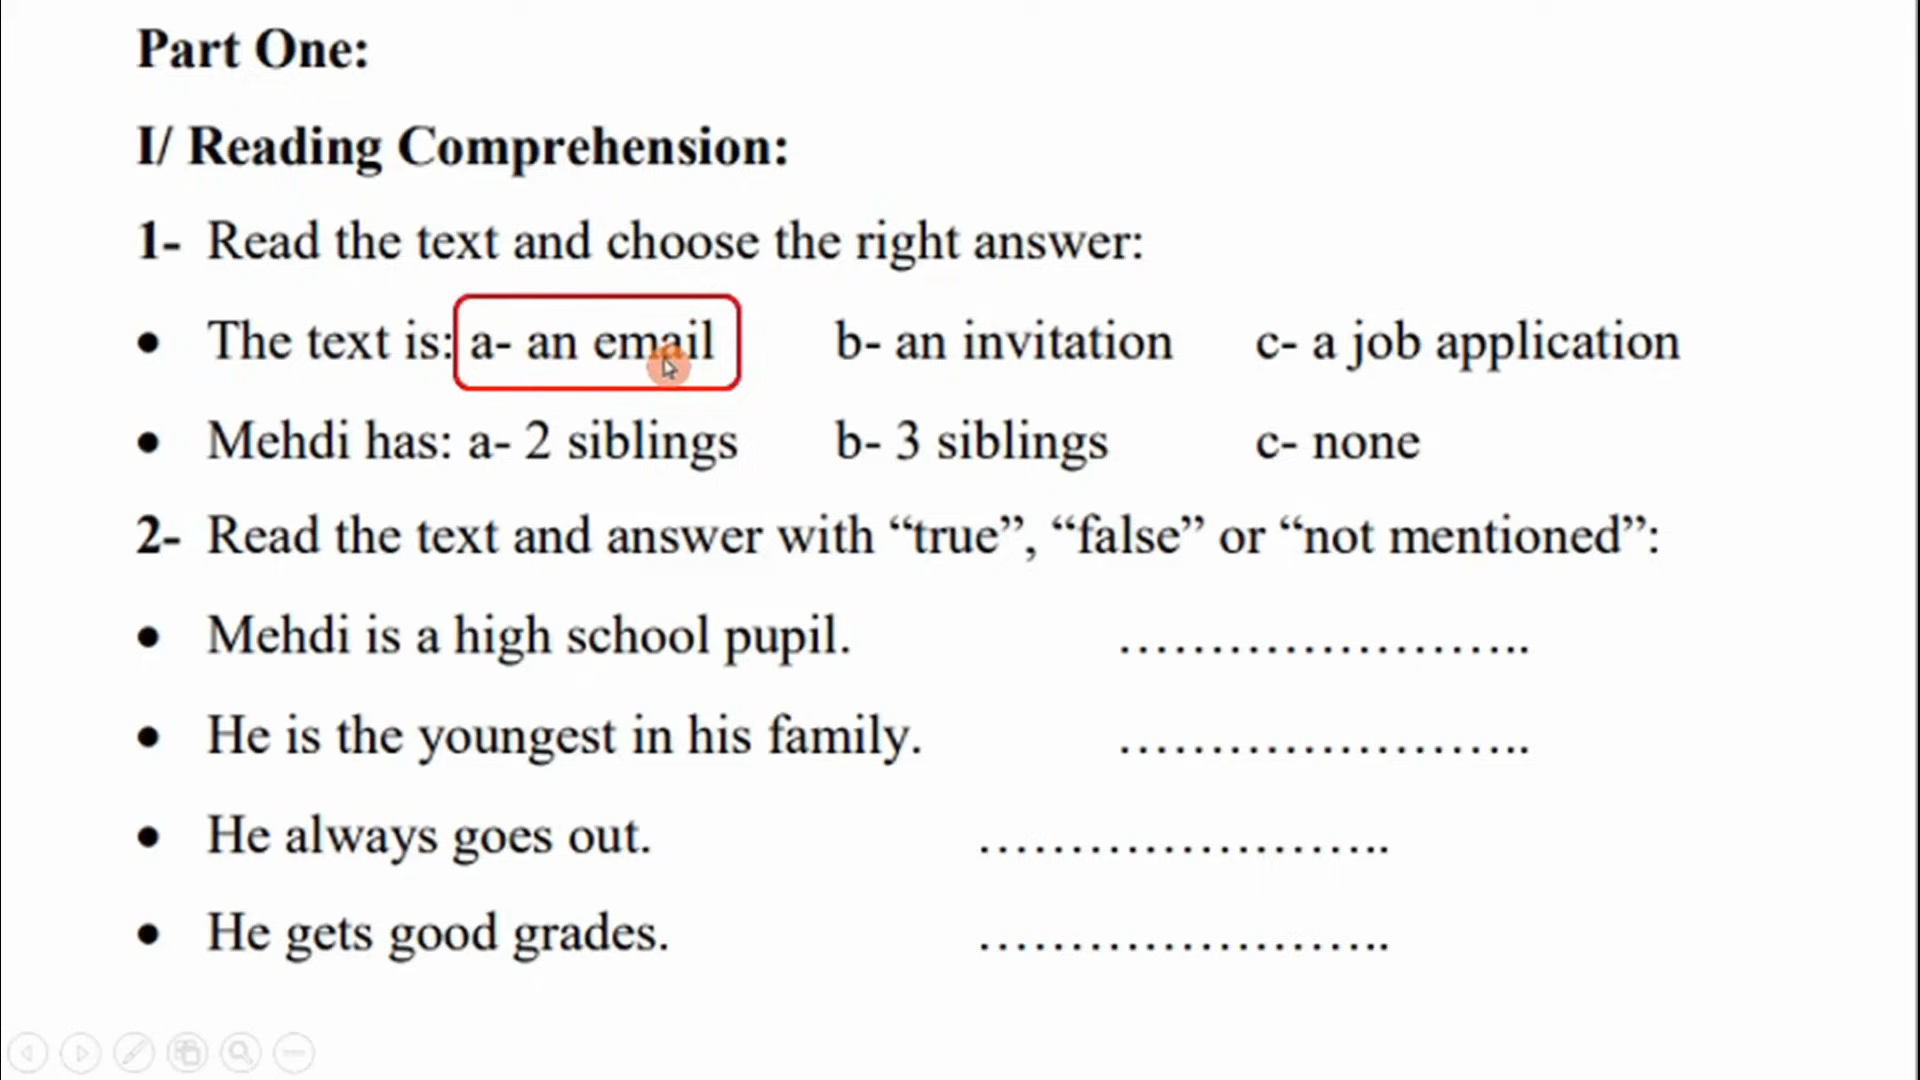 Part One:
I/ Reading Comprehension:
1- Read the text and choose the right answer:
● The text is: a- an email b- an invitation c- a job application
● Mehdi has: a- 2 siblings b- 3 siblings c- none
2- Read the text and answer with “true”, “false” or “not mentioned”:
● Mehdi is a high school pupil. ……………………..
● He is the youngest in his family. ……………………..
● He always goes out. ……………………..
● He gets good grades. ……………………..